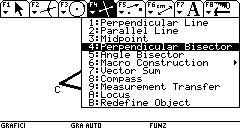 F1 F2 F3 F4 F5 F6 F7 A F8
1:Perpendicular Line
2:Parallel Line
3:Midpoint
4:Perpendicular Bisector
5:Angle Bisector
6:Macro Construction
7:Vector Sum
8:Compass
9:Measurement Transfer
A:Locus
B:Redefine Object
C
GRAFICI GRA AUTO FUNZ